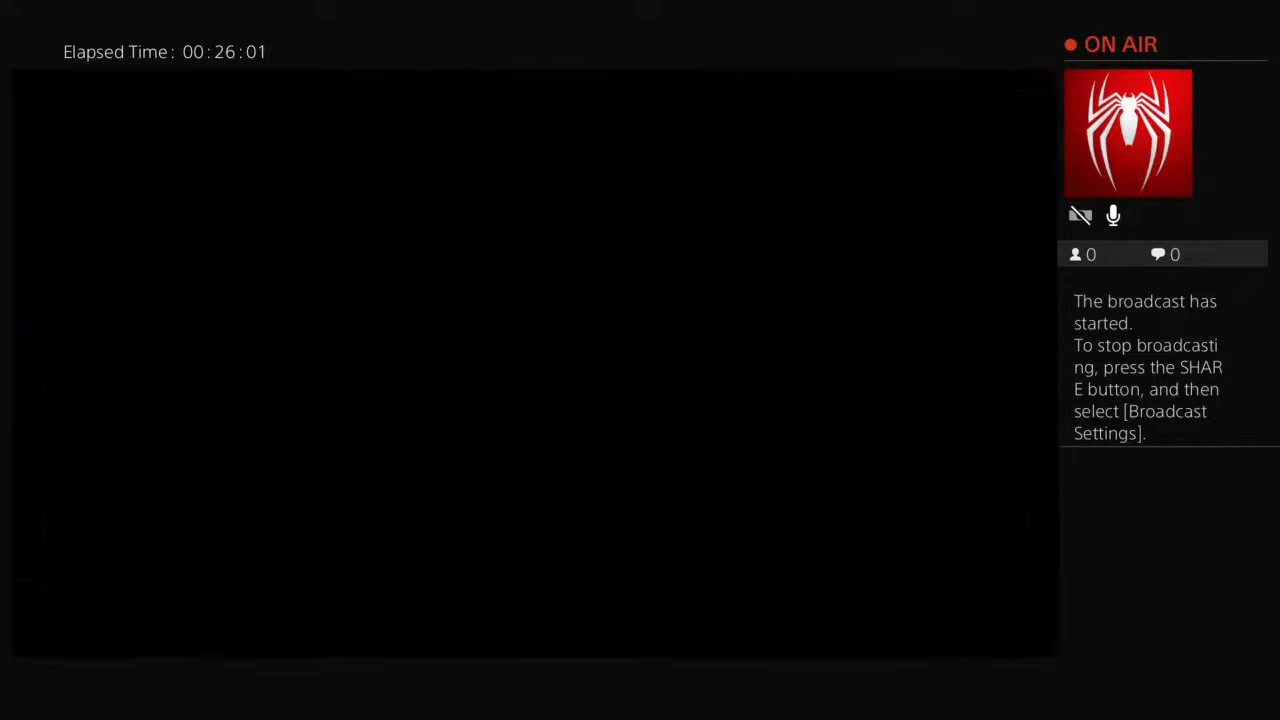 Elapsed Time: 00:26:01
ON AIR
0 0
The broadcast has
started.
To stop broadcasti
ng, press the SHAR
E button, and then
select [Broadcast
Settings].